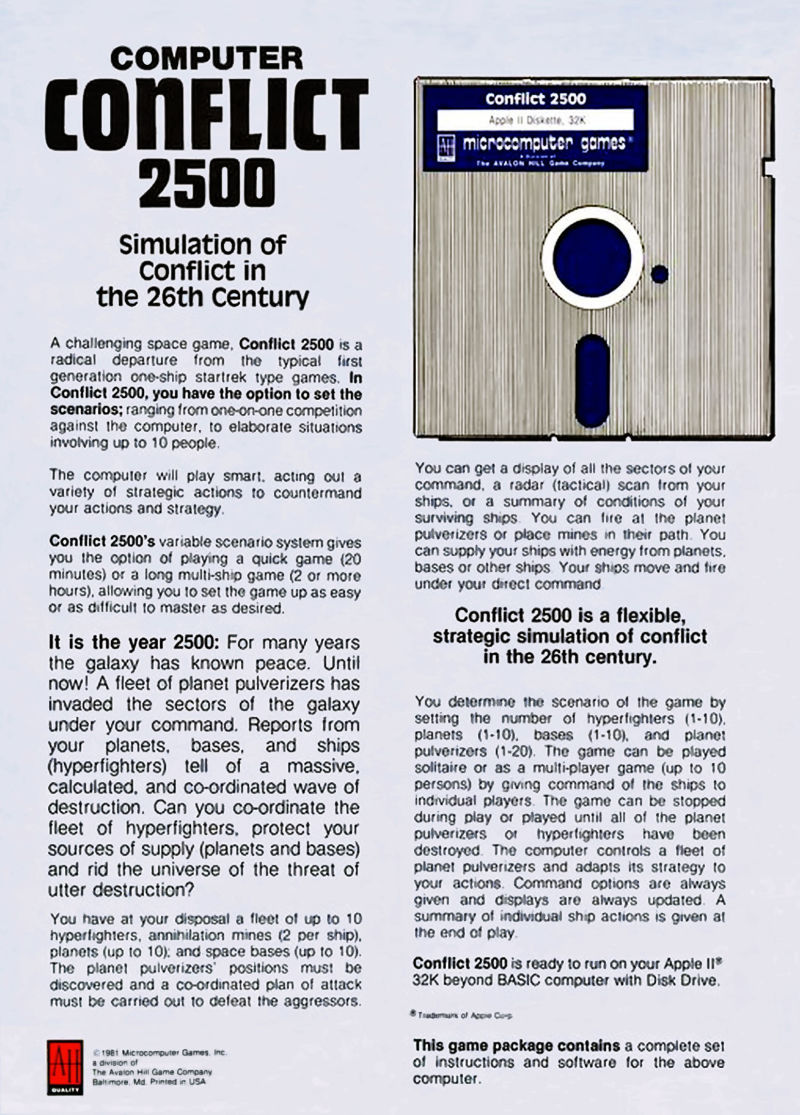 COMPUTER
CONFLICT
2500
Simulation of
Conflict in
the 26th Century
A challenging space game, Conflict 2500 is a
radical departure from the typical first
generation one-ship startrek type games. In
Conflict 2500, you have the option to set the
scenarios; ranging from one-on-one competition
against the computer, to elaborate situations
involving up to 10 people.
The computer will play smart, acting out a
variety of strategic actions to countermand
your actions and strategy.
Conflict 2500's variable scenario system gives
you the option of playing a quick game (20
minutes) or a long multi-ship game (2 or more
hours), allowing you to set the game up as easy
or as difficult to master as desired.
It is the year 2500: For many years
the galaxy has known peace. Until
now! A fleet of planet pulverizers has
invaded the sectors of the galaxy
under your command. Reports from
your planets, bases, and ships
(hyperfighters) tell of a massive,
calculated, and co-ordinated wave of
destruction. Can you co-ordinate the
fleet of hyperfighters, protect your
sources of supply (planets and bases)
and rid the universe of the threat of
utter destruction?
You have at your disposal a fleet of up to 10
hyperfighters, annihilation mines (2 per ship),
planets (up to 10); and space bases (up to 10).
The planet pulverizers' positions must be
discovered and a co-ordinated plan of attack
must be carried out to defeat the aggressors.
AH
QUALITY
© 1981 Microcomputer Games, Inc.
a division of
The Avalon Hill Game Company
Baltimore, Md. Printed in USA
Conflict 2500
Apple II Diskette, 32K
AH microcomputer games®
A Division of
The AVALON HILL Game Company
You can get a display of all the sectors of your
command, a radar (tactical) scan from your
ships, or a summary of conditions of your
surviving ships. You can fire at the planet
pulverizers or place mines in their path. You
can supply your ships with energy from planets,
bases or other ships. Your ships move and fire
under your direct command.
Conflict 2500 is a flexible,
strategic simulation of conflict
in the 26th century.
You determine the scenario of the game by
setting the number of hyperfighters (1-10),
planets (1-10), bases (1-10), and planet
pulverizers (1-20). The game can be played
solitaire or as a multi-player game (up to 10
persons) by giving command of the ships to
individual players. The game can be stopped
during play or played until all of the planet
pulverizers or hyperfighters have been
destroyed. The computer controls a fleet of
planet pulverizers and adapts its strategy to
your actions. Command options are always
given and displays are always updated. A
summary of individual ship actions is given at
the end of play.
Conflict 2500 is ready to run on your Apple II®
32K beyond BASIC computer with Disk Drive.
® Trademark of Apple Corp.
This game package contains a complete set
of instructions and software for the above
computer.